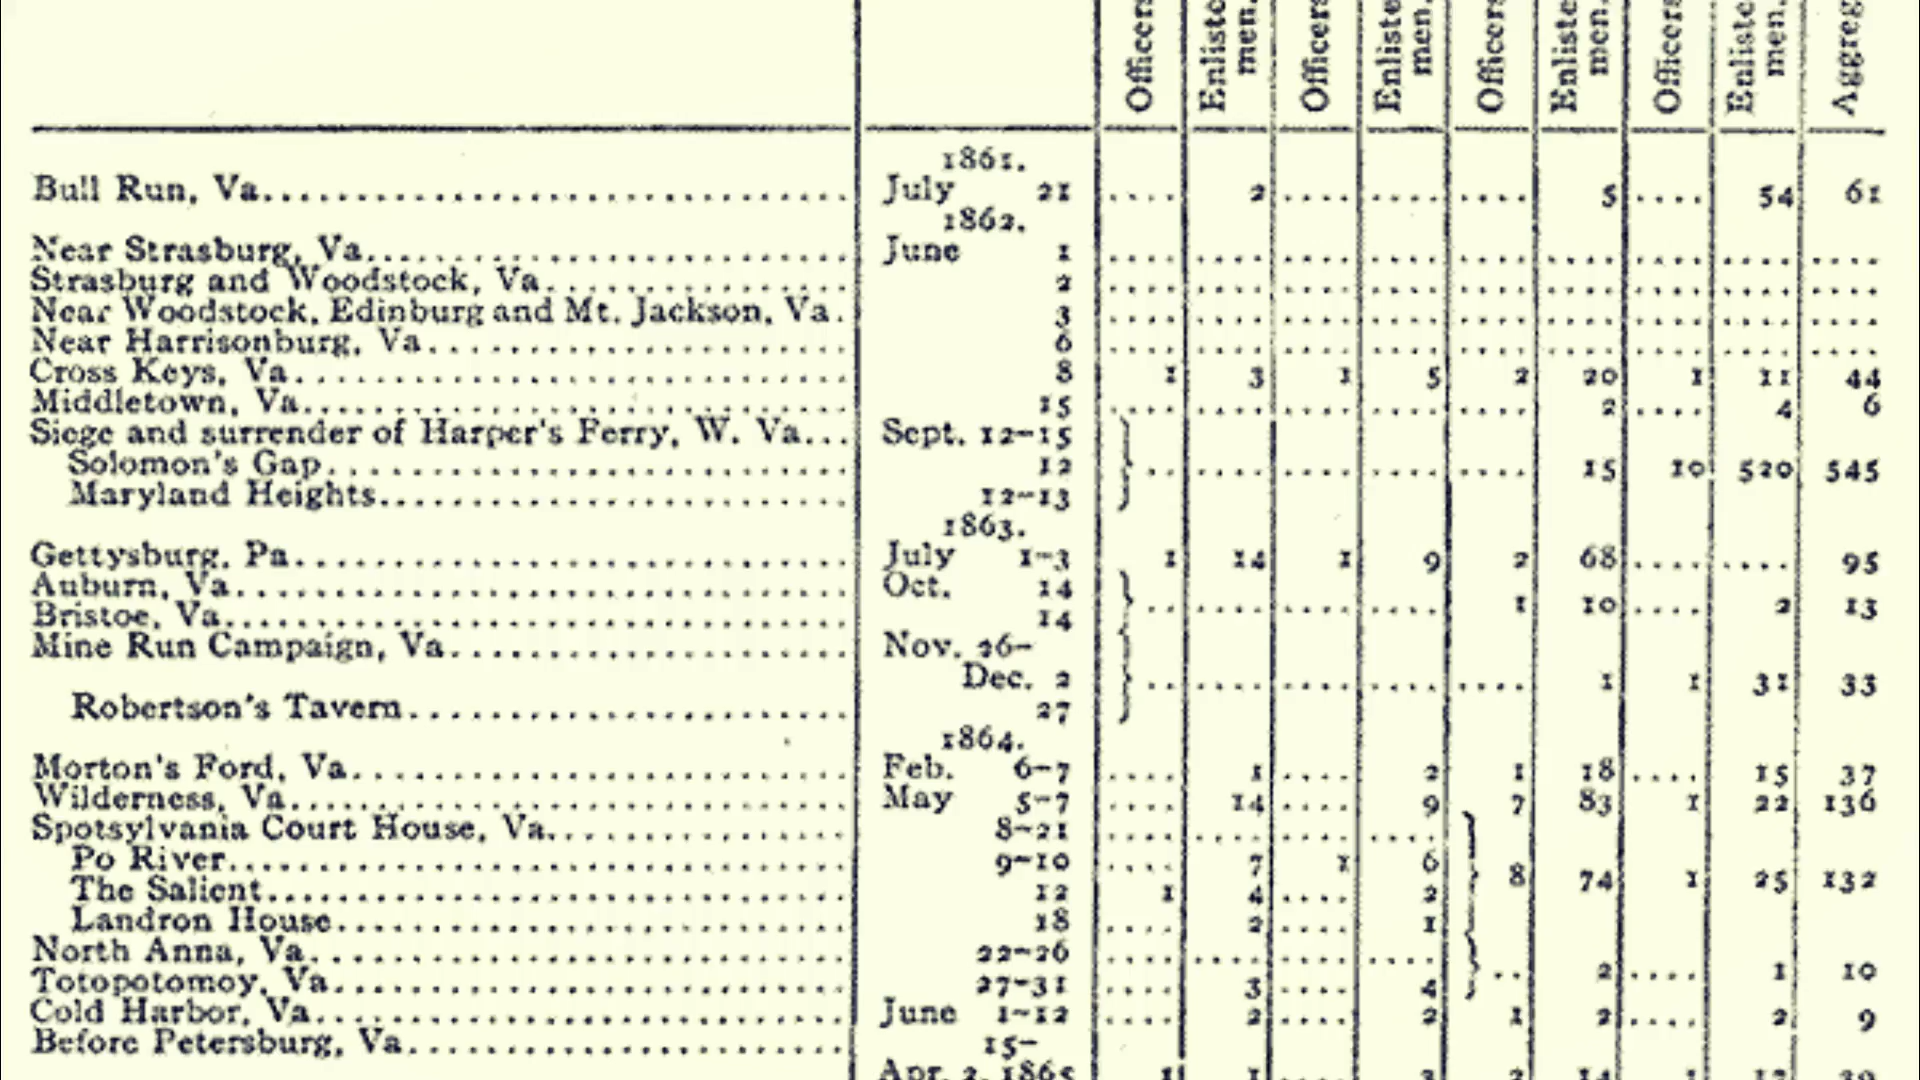 Officers Enliste men. Officers Enliste men. Officers Enliste men. Officers Enliste men. Aggreg
1861.
Bull Run, Va. July 21 .... 2 .... .... .... 5 .... 54 61
1862.
Near Strasburg, Va. June 1 .... .... .... .... .... .... .... .... ....
Strasburg and Woodstock, Va. 2 .... .... .... .... .... .... .... .... ....
Near Woodstock, Edinburg and Mt. Jackson, Va. 3 .... .... .... .... .... .... .... .... ....
Near Harrisonburg, Va. 6 .... .... .... .... .... .... .... .... ....
Cross Keys, Va. 8 1 3 1 5 2 20 1 11 44
Middletown, Va. 15 .... .... .... .... .... 2 .... 4 6
Siege and surrender of Harper's Ferry, W. Va... Sept. 12-15
Solomon's Gap 12 .... .... .... .... .... 15 10 520 545
Maryland Heights 12-13
1863.
Gettysburg, Pa. July 1-3 1 14 1 9 2 68 .... .... 95
Auburn, Va. Oct. 14
.... .... .... .... 1 10 .... 2 13
Bristoe, Va. 14
Mine Run Campaign, Va. Nov. 26-
Dec. 2 .... .... .... .... .... 1 1 31 33
Robertson's Tavern 27
1864.
Morton's Ford, Va. Feb. 6-7 .... 1 .... 2 1 18 .... 15 37
Wilderness, Va. May 5-7 .... 14 .... 9 7 83 1 22 136
Spotsylvania Court House, Va. 8-21 .... .... .... ....
Po River 9-10 .... 7 1 6
8 74 1 25 132
The Salient 12 1 4 .... 2
Landron House 18 .... 2 .... 1
North Anna, Va. 22-26 .... .... .... ....
.. 2 .... 1 10
Totopotomoy, Va. 27-31 .... 3 .... 4
Cold Harbor, Va. June 1-12 .... 2 .... 2 1 2 .... 2 9
Before Petersburg, Va. 15-
Apr. 2, 1865